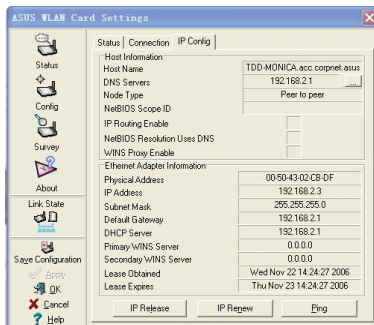 ASUS WLAN Card Settings
Status
Config
Survey
About
Link State
Save Configuration
Apply
OK
Cancel
Help
Status Connection IP Config
Host Information
Host Name TDD-MONICA.acc.corpnet.asus
DNS Servers 192.168.2.1 ...
Node Type Peer to peer
NetBIOS Scope ID
IP Routing Enable
NetBIOS Resolution Uses DNS
WINS Proxy Enable
Ethernet Adapter Information
Physical Address 00-50-43-02-CB-DF
IP Address 192.168.2.3
Subnet Mask 255.255.255.0
Default Gateway 192.168.2.1
DHCP Server 192.168.2.1
Primary WINS Server 0.0.0.0
Secondary WINS Server 0.0.0.0
Lease Obtained Wed Nov 22 14:24:27 2006
Lease Expires Thu Nov 23 14:24:27 2006
IP Release IP Renew Ping